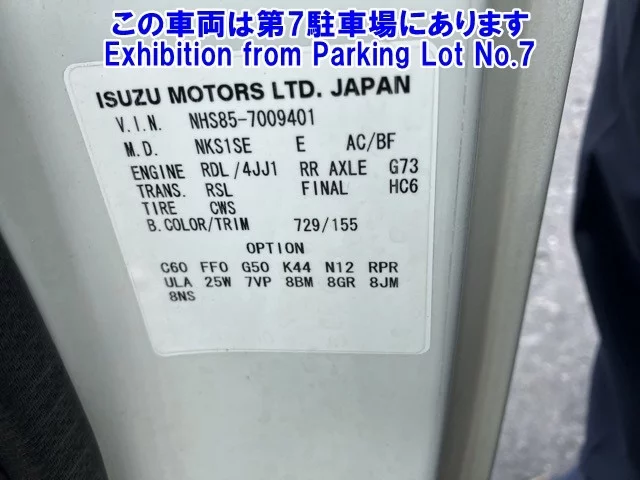 この車両は第7駐車場にあります
Exhibition from Parking Lot No.7
ISUZU MOTORS LTD. JAPAN
V.I.N. NHS85-7009401
M.D. NKS1SE E AC/BF
ENGINE RDL/4JJ1 RR AXLE G73
TRANS. RSL FINAL HC6
TIRE CWS
B.COLOR/TRIM 729/155
OPTION
C60 FF0 G50 K44 N12 RPR
ULA 25W 7VP 8BM 8GR 8JM
8NS